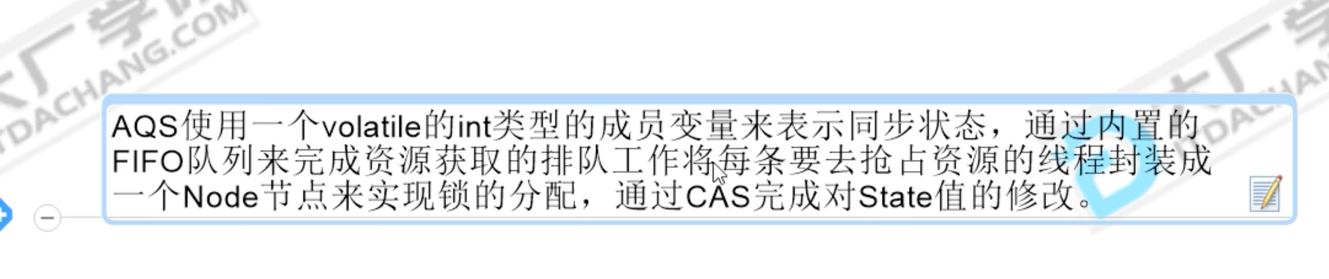 大厂学
TDACHANG.COM
AQS使用一个volatile的int类型的成员变量来表示同步状态，通过内置的
FIFO队列来完成资源获取的排队工作将每条要去抢占资源的线程封装成
一个Node节点来实现锁的分配，通过CAS完成对State值的修改。